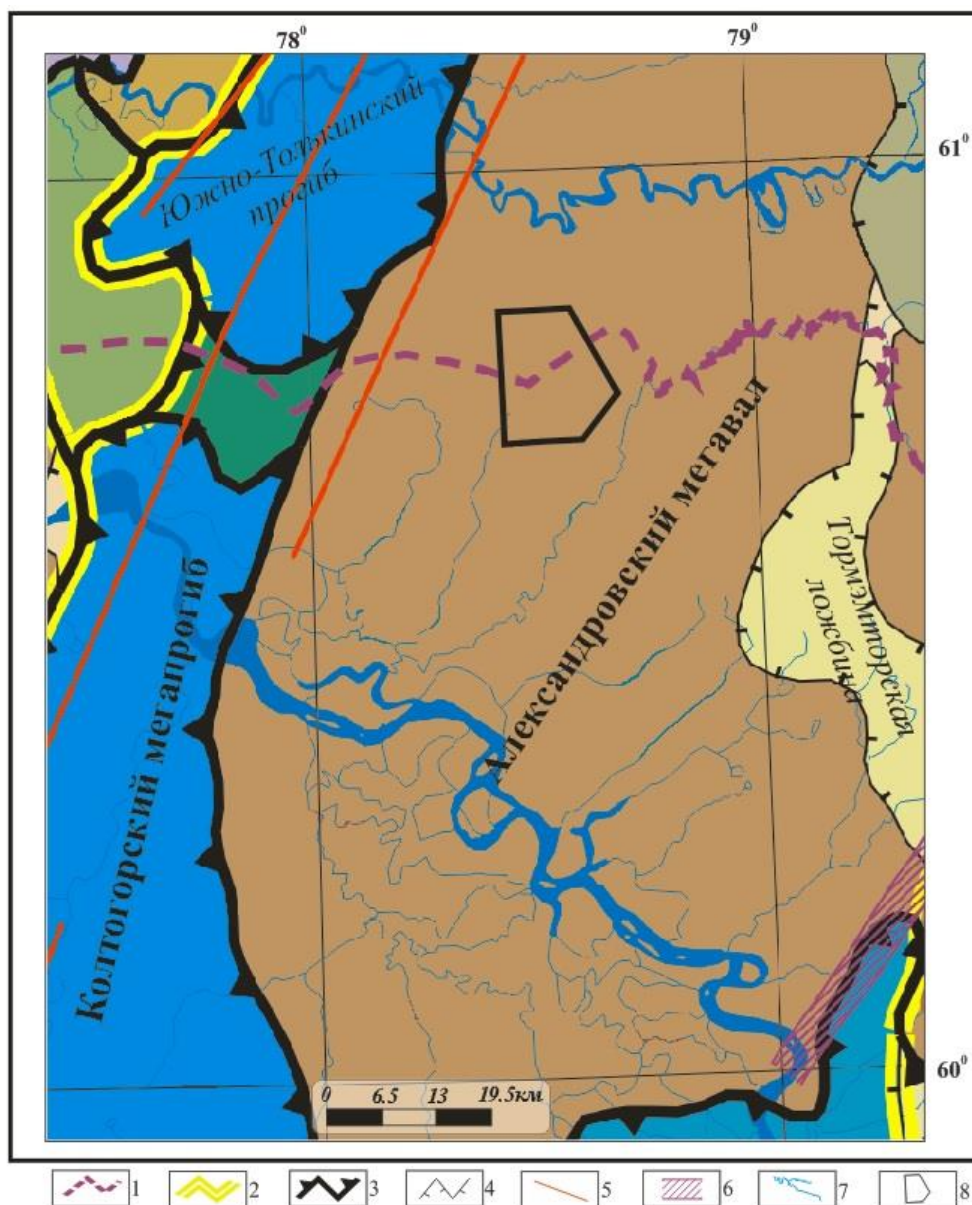 78⁰
79⁰
61⁰
Южно-Толькинский
прогиб
Александровский мегавал
Тормэмторская
ложбина
Колтогорский мегапрогиб
60⁰
0 6.5 13 19.5км
1 2 3 4 5 6 7 8